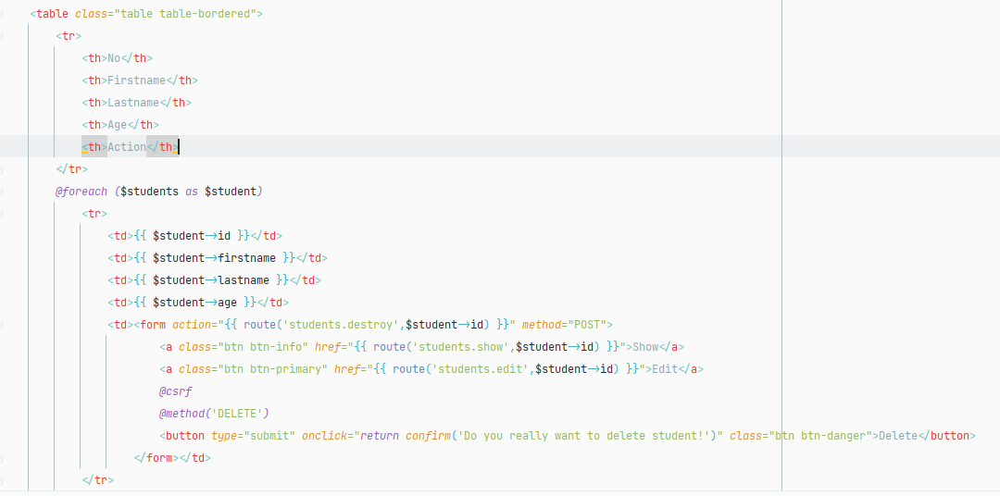 <table class="table table-bordered">
<tr>
<th>No</th>
<th>Firstname</th>
<th>Lastname</th>
<th>Age</th>
<th>Action</th>
</tr>
@foreach ($students as $student)
<tr>
<td>{{ $student->id }}</td>
<td>{{ $student->firstname }}</td>
<td>{{ $student->lastname }}</td>
<td>{{ $student->age }}</td>
<td><form action="{{ route('students.destroy',$student->id) }}" method="POST">
<a class="btn btn-info" href="{{ route('students.show',$student->id) }}">Show</a>
<a class="btn btn-primary" href="{{ route('students.edit',$student->id) }}">Edit</a>
@csrf
@method('DELETE')
<button type="submit" onclick="return confirm('Do you really want to delete student!')" class="btn btn-danger">Delete</button>
</form></td>
</tr>